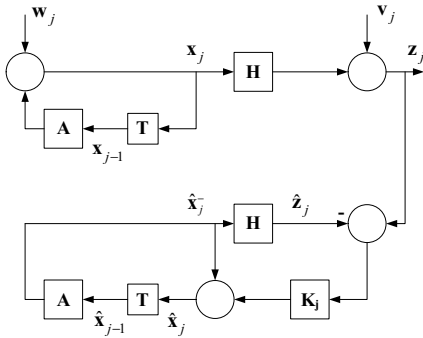 w_j v_j
x_j z_j
H
A T
x_{j-1}
x̂_j^- ẑ_j
H -
A T K_j
x̂_{j-1} x̂_j